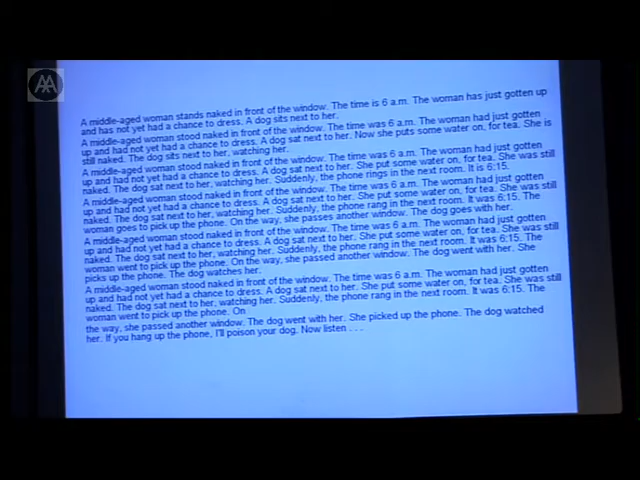 AA
A middle-aged woman stands naked in front of the window. The time is 6 a.m. The woman has just gotten up
and has not yet had a chance to dress. A dog sits next to her.
A middle-aged woman stood naked in front of the window. The time was 6 a.m. The woman had just gotten
up and had not yet had a chance to dress. A dog sat next to her. Now she puts some water on, for tea. She is
still naked. The dog sits next to her, watching her.
A middle-aged woman stood naked in front of the window. The time was 6 a.m. The woman had just gotten
up and had not yet had a chance to dress. A dog sat next to her. She put some water on, for tea. She was still
naked. The dog sat next to her, watching her. Suddenly, the phone rings in the next room. It is 6:15.
A middle-aged woman stood naked in front of the window. The time was 6 a.m. The woman had just gotten
up and had not yet had a chance to dress. A dog sat next to her. She put some water on, for tea. She was still
naked. The dog sat next to her, watching her. Suddenly, the phone rang in the next room. It was 6:15. The
woman goes to pick up the phone. On the way, she passes another window. The dog goes with her.
A middle-aged woman stood naked in front of the window. The time was 6 a.m. The woman had just gotten
up and had not yet had a chance to dress. A dog sat next to her. She put some water on, for tea. She was still
naked. The dog sat next to her, watching her. Suddenly, the phone rang in the next room. It was 6:15. The
woman went to pick up the phone. On the way, she passed another window. The dog went with her. She
picks up the phone. The dog watches her.
A middle-aged woman stood naked in front of the window. The time was 6 a.m. The woman had just gotten
up and had not yet had a chance to dress. A dog sat next to her. She put some water on, for tea. She was still
naked. The dog sat next to her, watching her. Suddenly, the phone rang in the next room. It was 6:15. The
woman went to pick up the phone. On
the way, she passed another window. The dog went with her. She picked up the phone. The dog watched
her. If you hang up the phone, I'll poison your dog. Now listen . . .